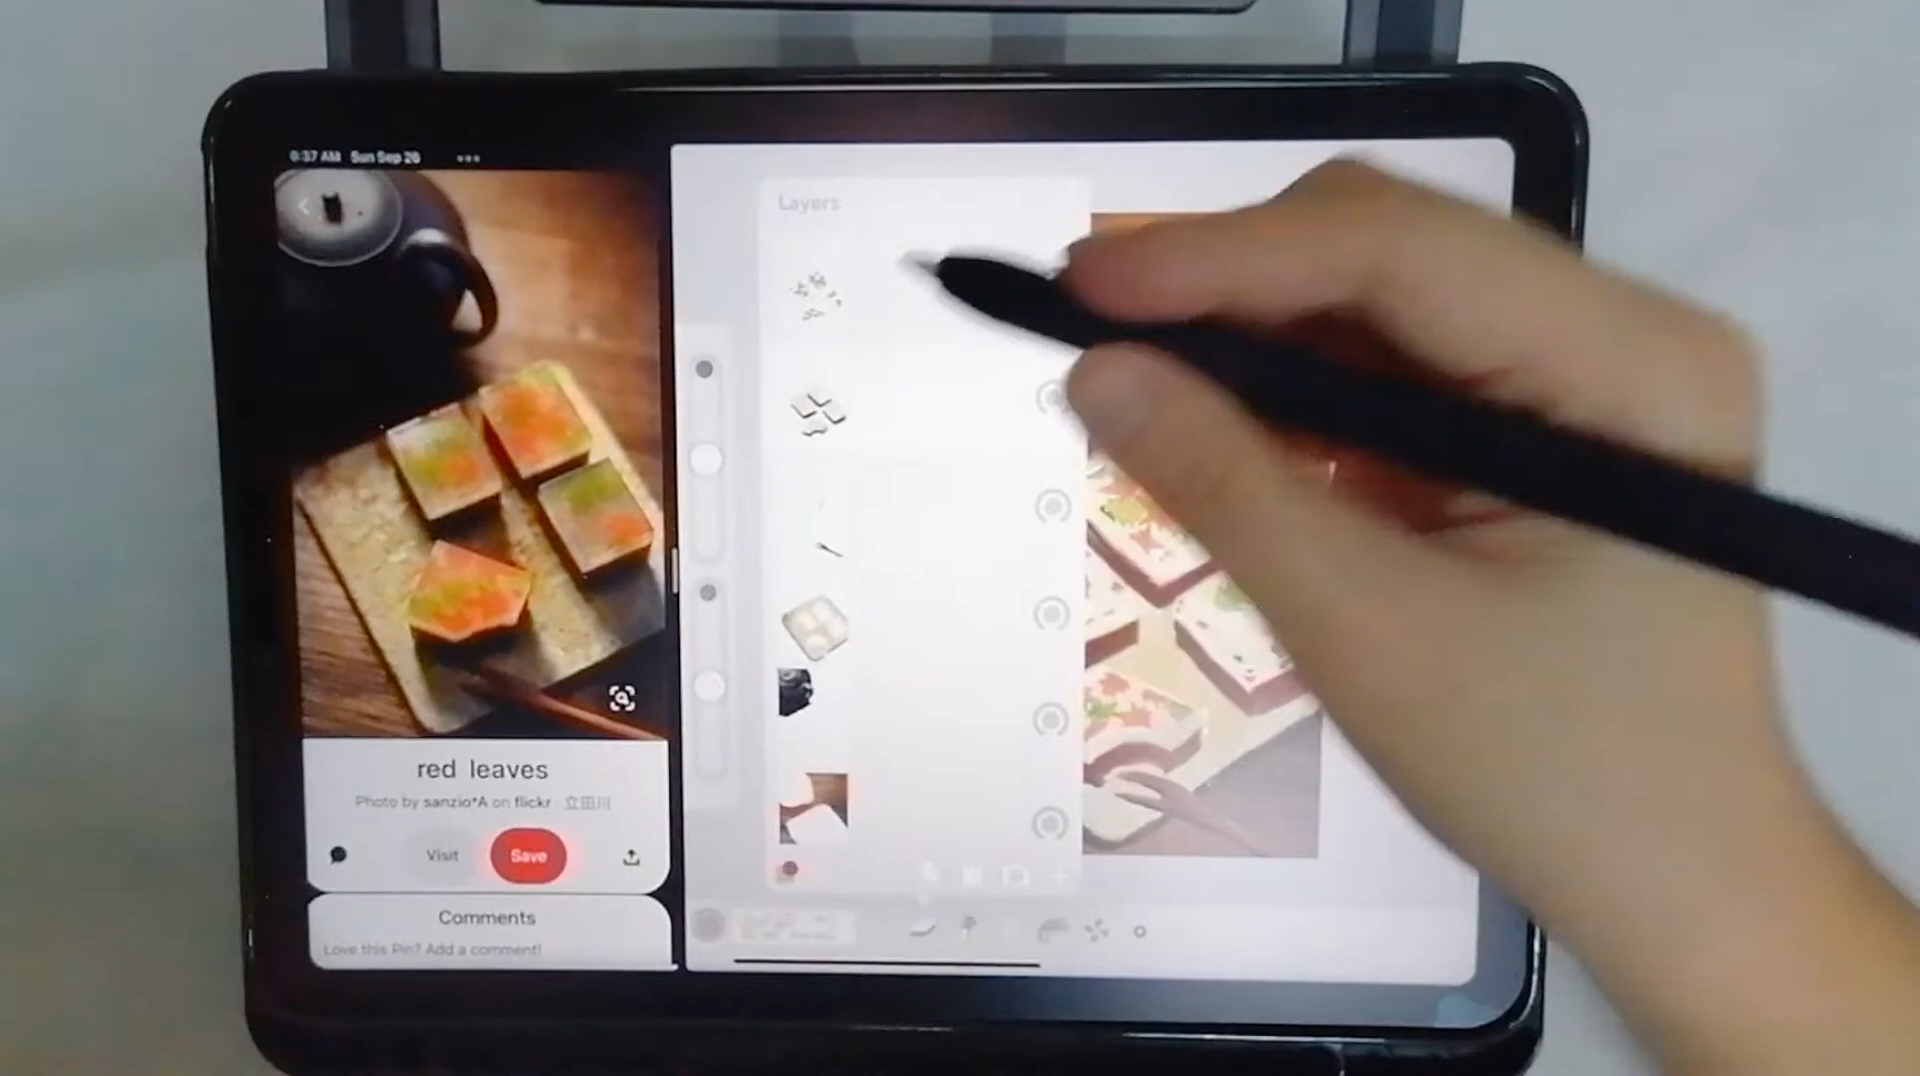 8:37 AM Sun Sep 26
Layers
red leaves
Photo by sanzio*A on flickr · 立田川
Visit
Save
Comments
Love this Pin? Add a comment!